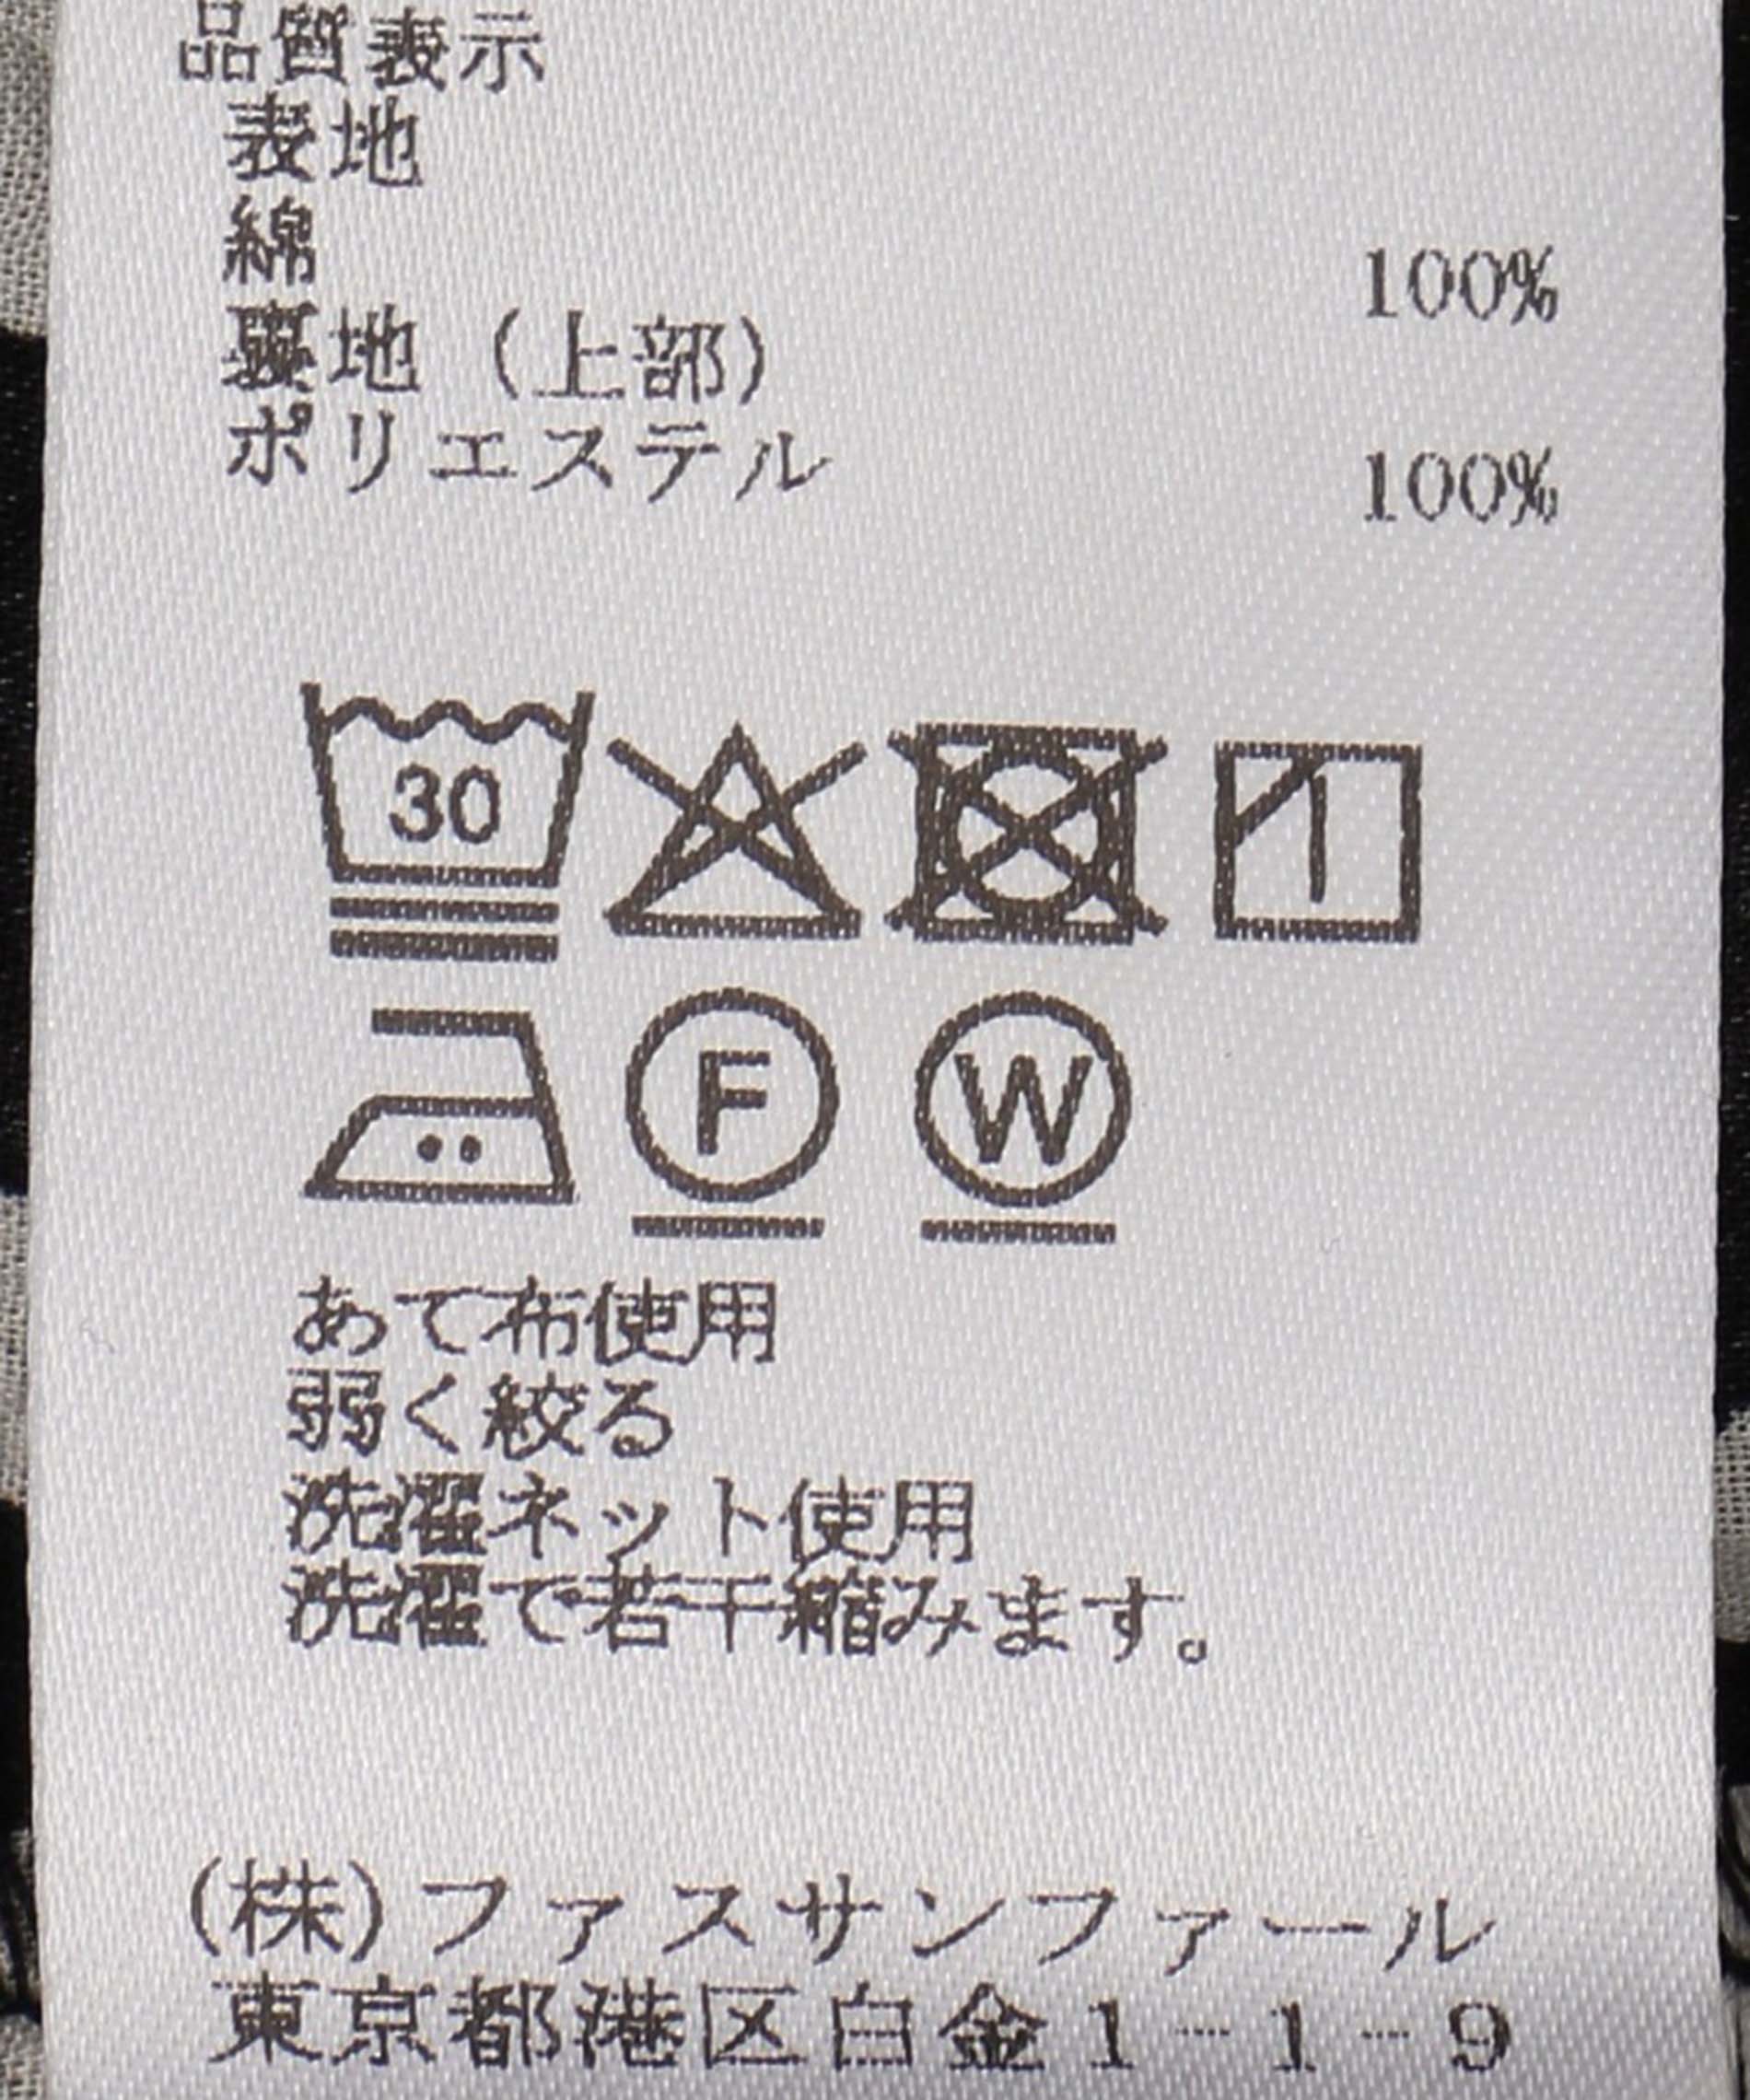 品質表示
表地
綿 100%
裏地（上部）
ポリエステル 100%
30
F W
あて布使用
弱く絞る
洗濯ネット使用
洗濯で若干縮みます。
(株)ファスサンファール
東京都港区白金1-1-9